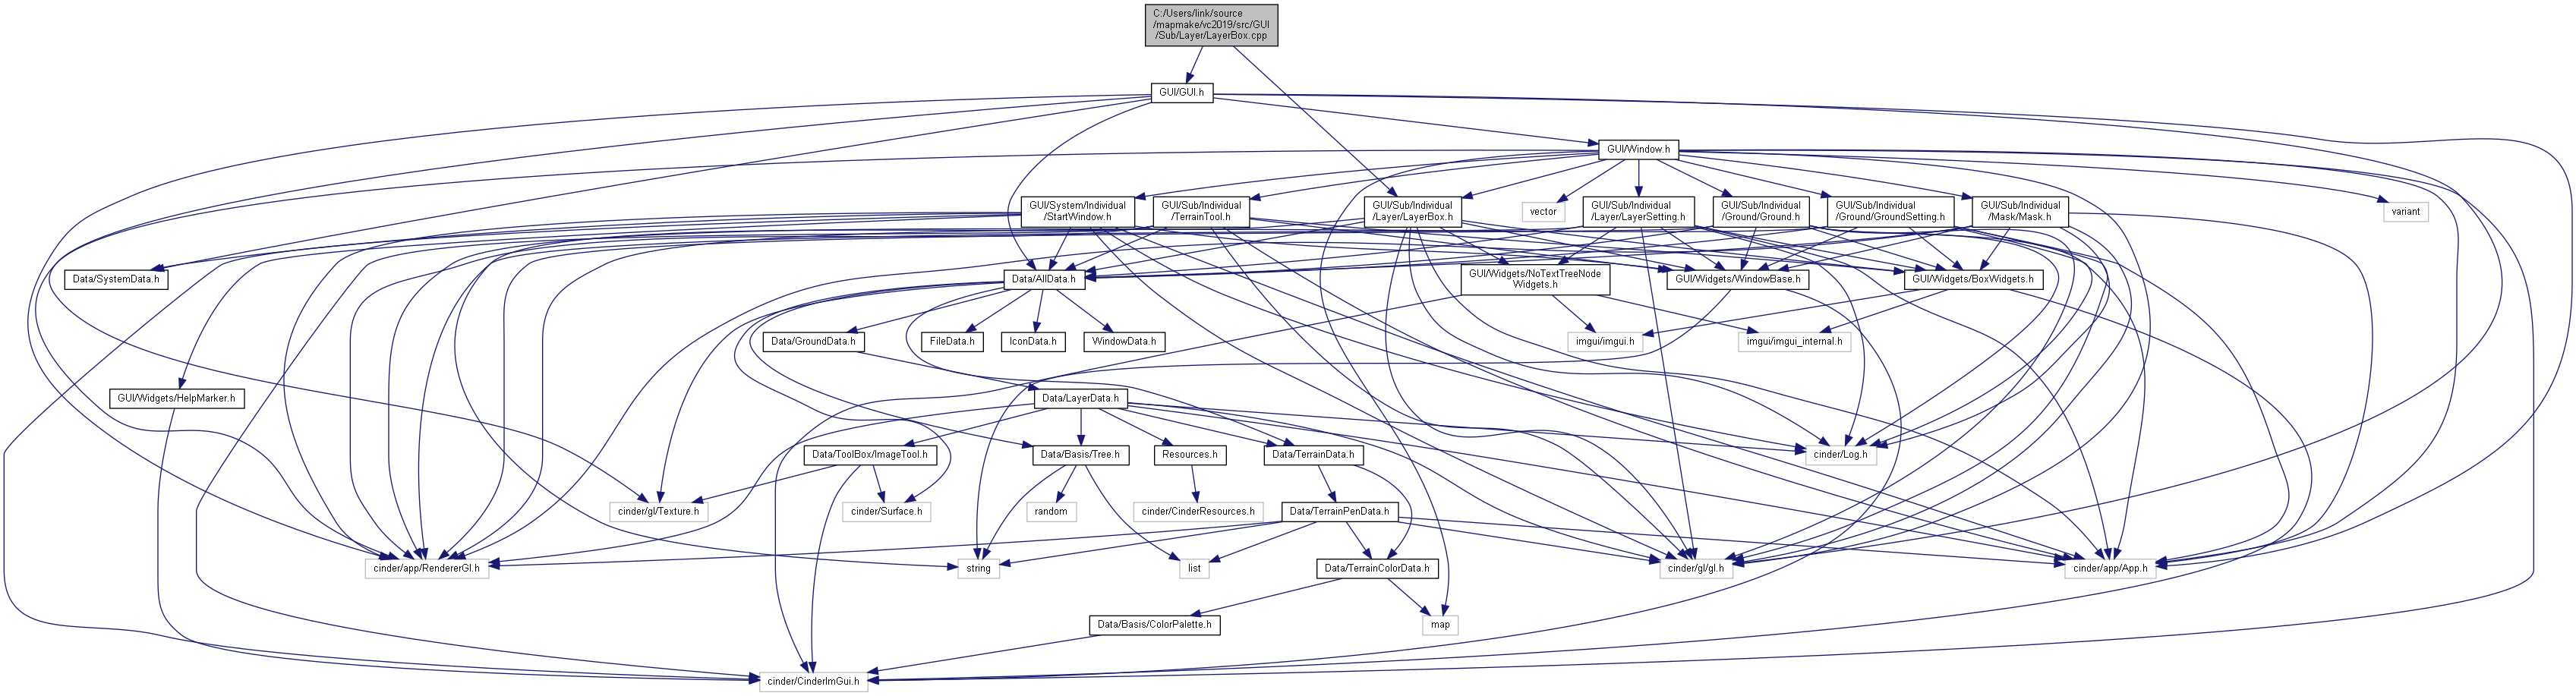 C:/Users/link/source
/mapmake/vc2019/src/GUI
/Sub/Layer/LayerBox.cpp
GUI/GUI.h
GUI/Window.h
GUI/System/Individual
/StartWindow.h
GUI/Sub/Individual
/TerrainTool.h
GUI/Sub/Individual
/Layer/LayerBox.h
vector
GUI/Sub/Individual
/Layer/LayerSetting.h
GUI/Sub/Individual
/Ground/Ground.h
GUI/Sub/Individual
/Ground/GroundSetting.h
GUI/Sub/Individual
/Mask/Mask.h
variant
Data/SystemData.h
Data/AllData.h
GUI/Widgets/NoTextTreeNode
Widgets.h
GUI/Widgets/WindowBase.h
GUI/Widgets/BoxWidgets.h
Data/GroundData.h
FileData.h
IconData.h
WindowData.h
imgui/imgui.h
imgui/imgui_internal.h
GUI/Widgets/HelpMarker.h
Data/LayerData.h
Data/ToolBox/ImageTool.h
Data/Basis/Tree.h
Resources.h
Data/TerrainData.h
cinder/Log.h
cinder/gl/Texture.h
cinder/Surface.h
random
cinder/CinderResources.h
Data/TerrainPenData.h
cinder/app/RendererGl.h
string
list
Data/TerrainColorData.h
cinder/gl/gl.h
cinder/app/App.h
Data/Basis/ColorPalette.h
map
cinder/CinderImGui.h